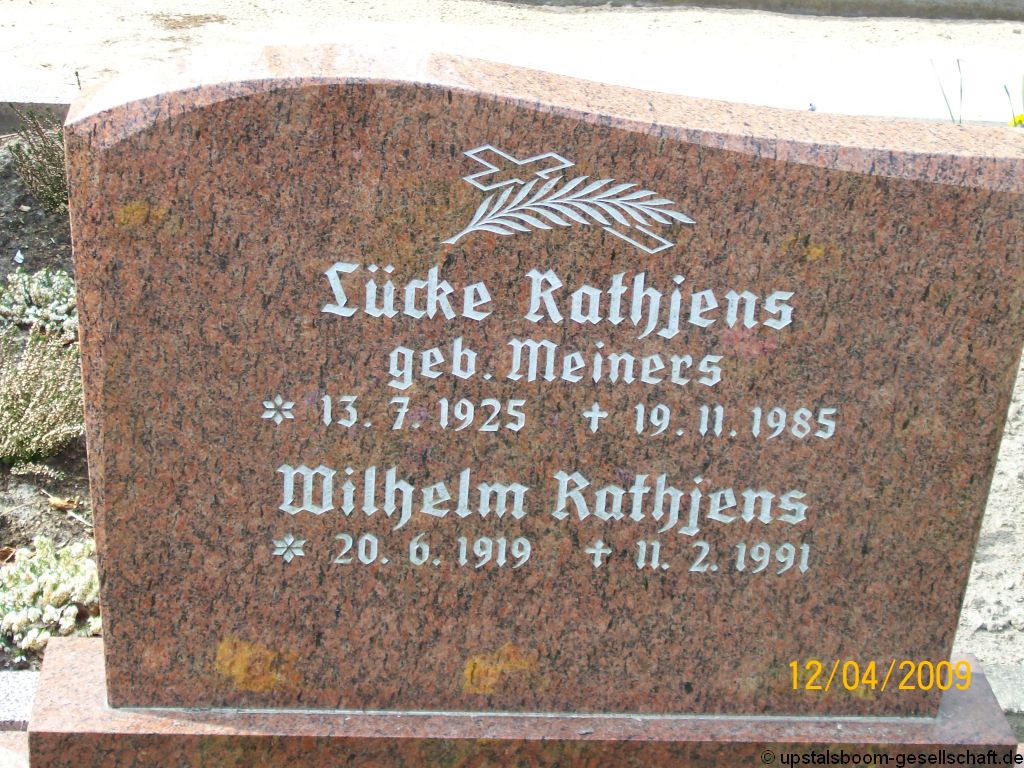 Lücke Rathjens
geb. Meiners
* 13. 7. 1925 † 19. 11. 1985
Wilhelm Rathjens
* 20. 6. 1919 † 11. 2. 1991
12/04/2009
© upstalsboom-gesellschaft.de